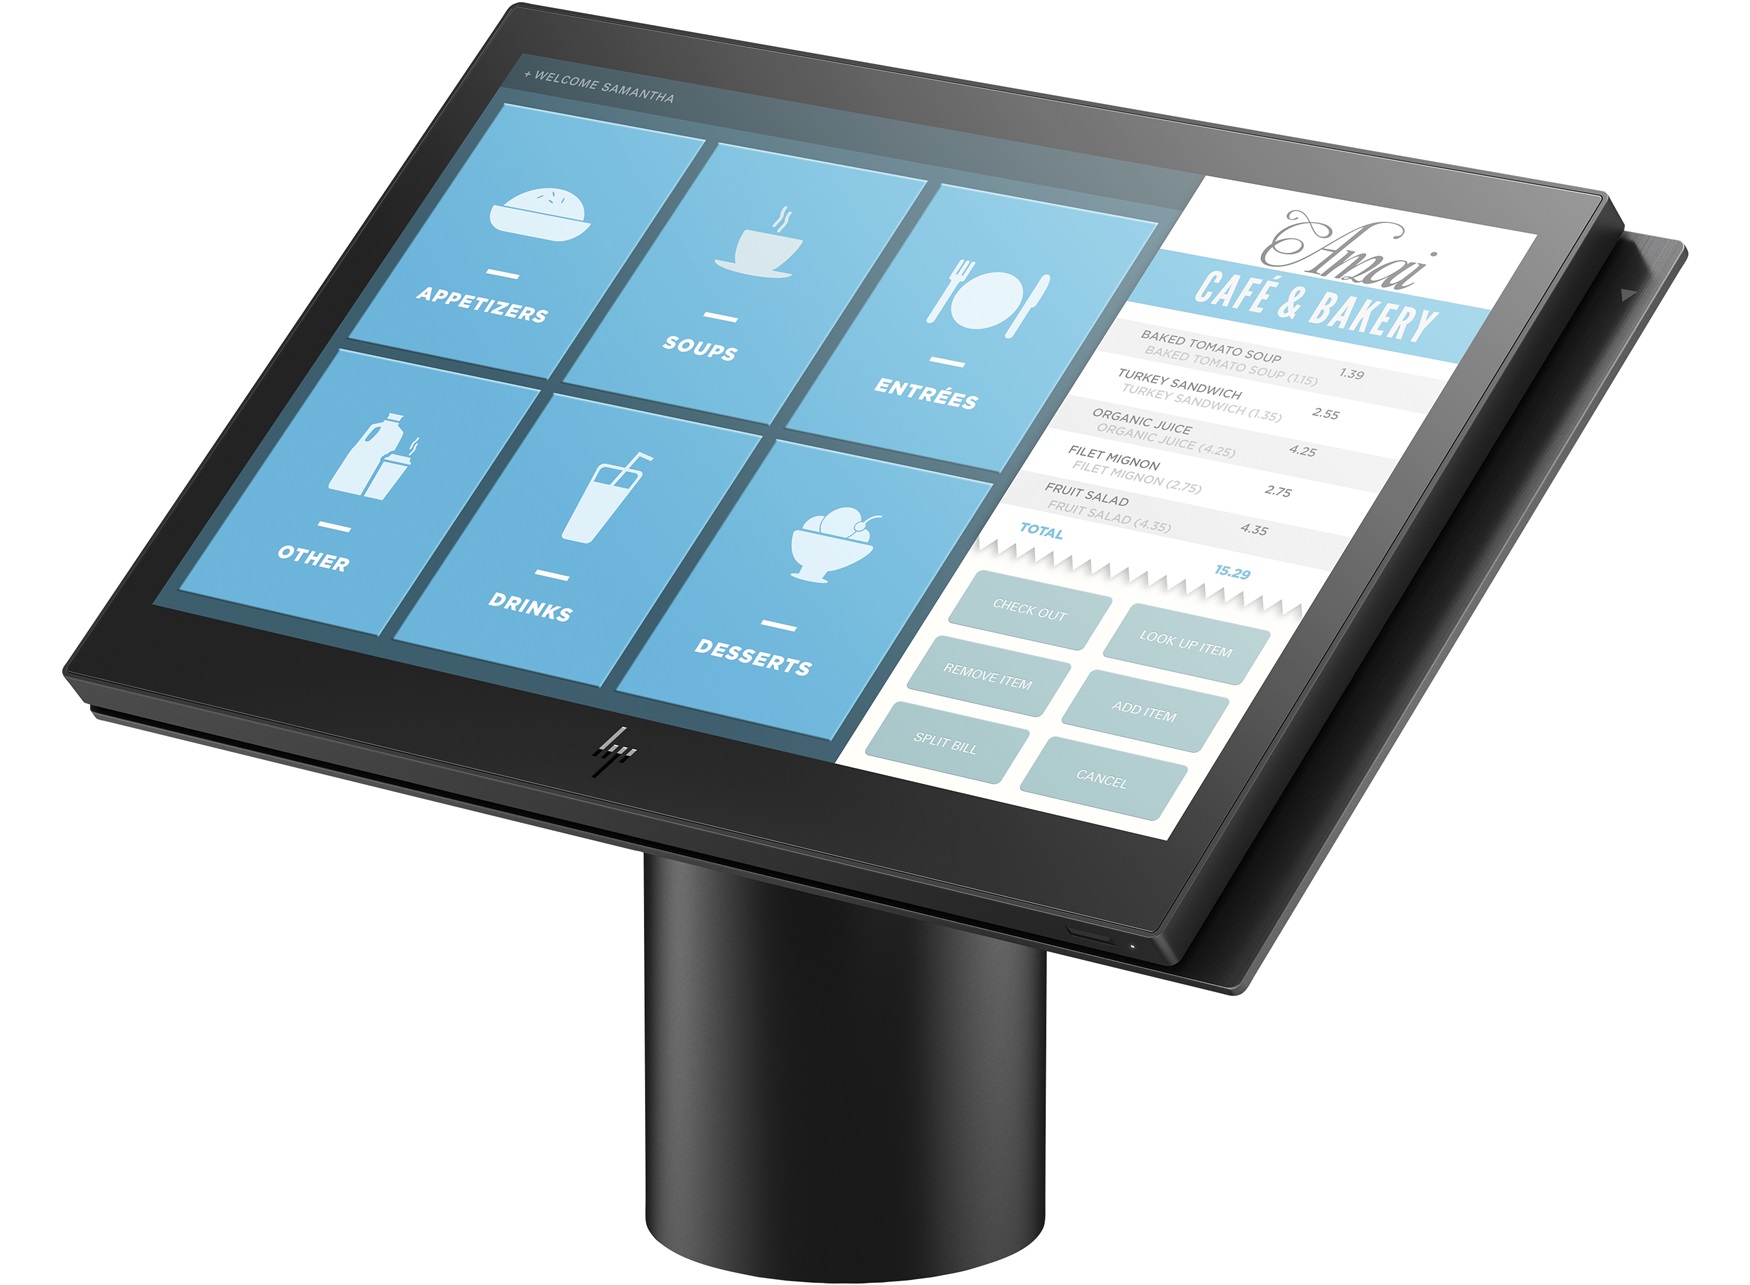 + WELCOME SAMANTHA
APPETIZERS
SOUPS
ENTRÉES
OTHER
DRINKS
DESSERTS
Amai
CAFÉ & BAKERY
BAKED TOMATO SOUP 1.39
BAKED TOMATO SOUP (1.15)
TURKEY SANDWICH 2.55
TURKEY SANDWICH (1.35)
ORGANIC JUICE 4.25
ORGANIC JUICE (4.25)
FILET MIGNON 2.75
FILET MIGNON (2.75)
FRUIT SALAD 4.35
FRUIT SALAD (4.35)
TOTAL 15.29
CHECK OUT
LOOK UP ITEM
REMOVE ITEM
ADD ITEM
SPLIT BILL
CANCEL
hp